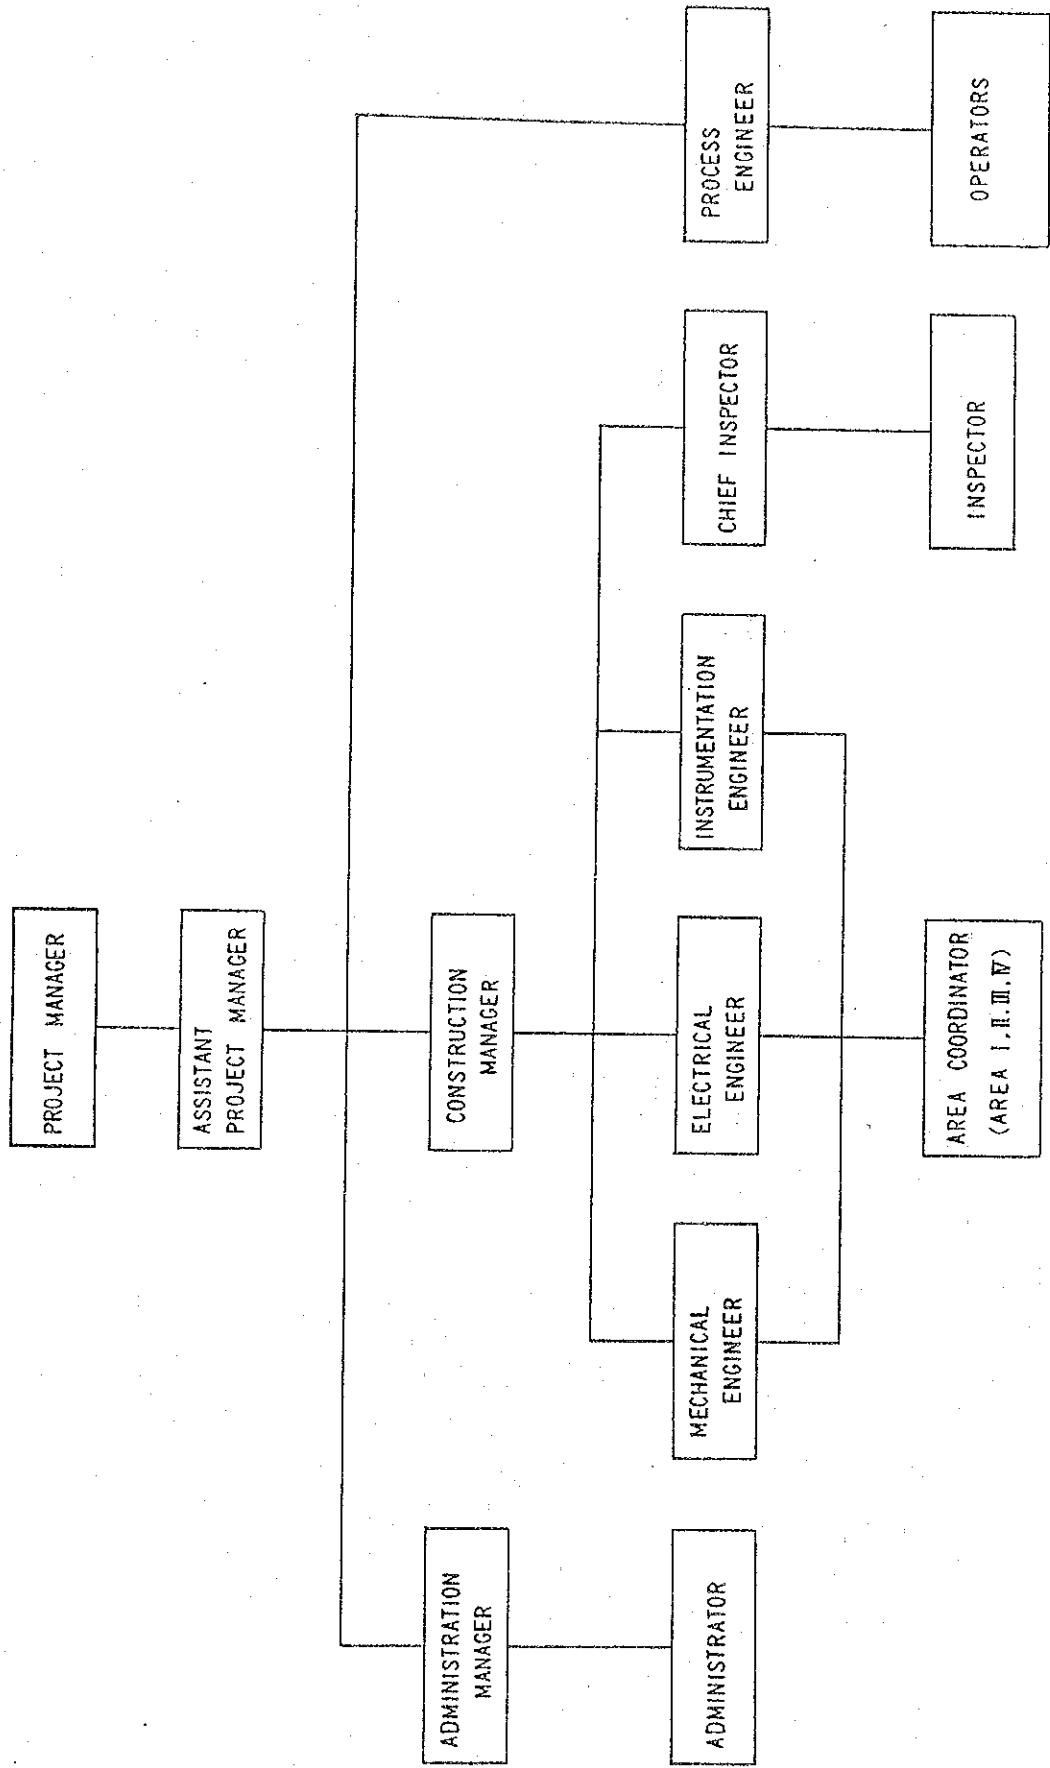 PROJECT MANAGER
ASSISTANT
PROJECT MANAGER
ADMINISTRATION
MANAGER
CONSTRUCTION
MANAGER
ADMINISTRATOR
MECHANICAL
ENGINEER
ELECTRICAL
ENGINEER
INSTRUMENTATION
ENGINEER
CHIEF INSPECTOR
PROCESS
ENGINEER
AREA COORDINATOR
(AREA I,II,III,IV)
INSPECTOR
OPERATORS